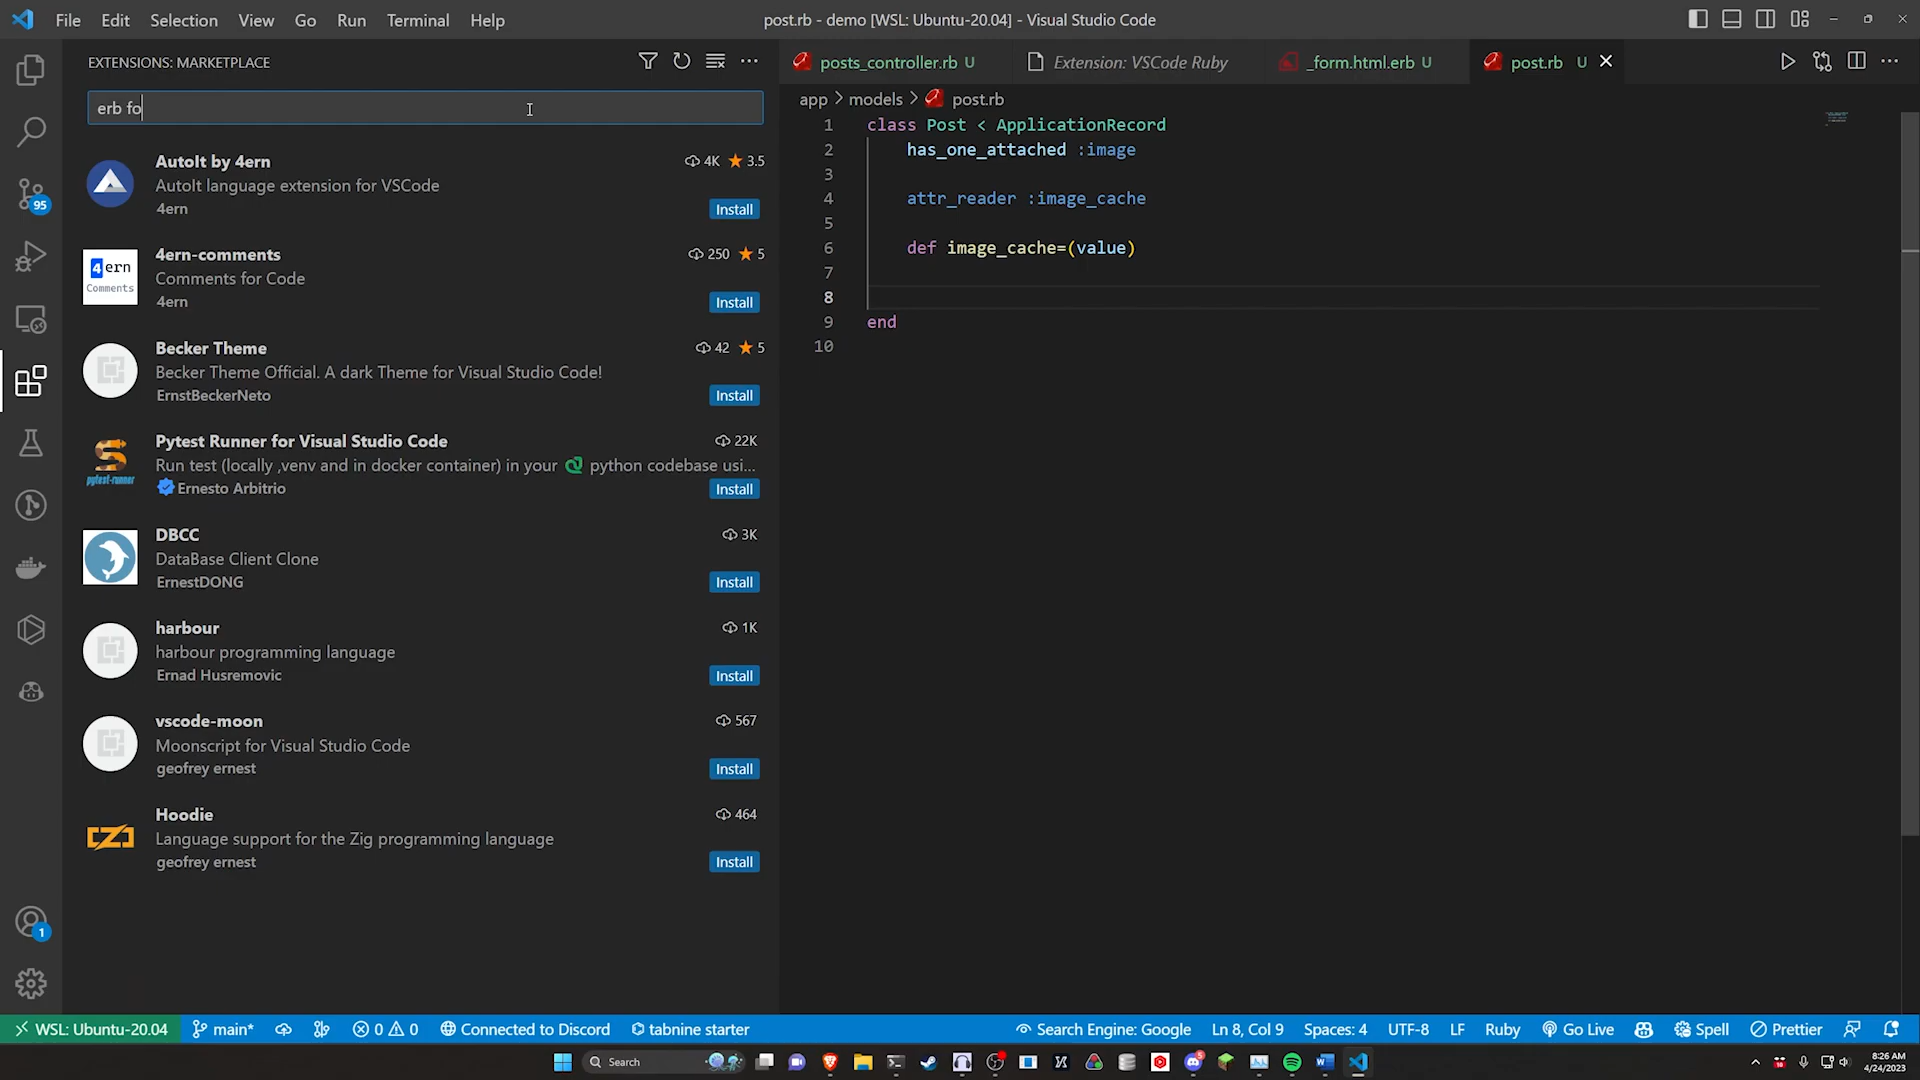 File Edit Selection View Go Run Terminal Help
post.rb - demo [WSL: Ubuntu-20.04] - Visual Studio Code
EXTENSIONS: MARKETPLACE
posts_controller.rb U
Extension: VSCode Ruby
_form.html.erb U
post.rb U
erb fo
app > models > post.rb
AutoIt by 4ern 4K 3.5
AutoIt language extension for VSCode
4ern Install
4ern-comments 250 5
4ern
Comments
Comments for Code
4ern Install
Becker Theme 42 5
Becker Theme Official. A dark Theme for Visual Studio Code!
ErnstBeckerNeto Install
Pytest Runner for Visual Studio Code 22K
pytest-runner
Run test (locally ,venv and in docker container) in your python codebase usi...
Ernesto Arbitrio Install
DBCC 3K
DataBase Client Clone
ErnestDONG Install
harbour 1K
harbour programming language
Ernad Husremovic Install
vscode-moon 567
Moonscript for Visual Studio Code
geofrey ernest Install
Hoodie 464
Language support for the Zig programming language
geofrey ernest Install
95
1
1 class Post < ApplicationRecord
2 has_one_attached :image
3
4 attr_reader :image_cache
5
6 def image_cache=(value)
7
8
9 end
10
WSL: Ubuntu-20.04 main* 0 0 Connected to Discord tabnine starter
Search Engine: Google Ln 8, Col 9 Spaces: 4 UTF-8 LF Ruby Go Live Spell Prettier
Search
8:26 AM
4/24/2023